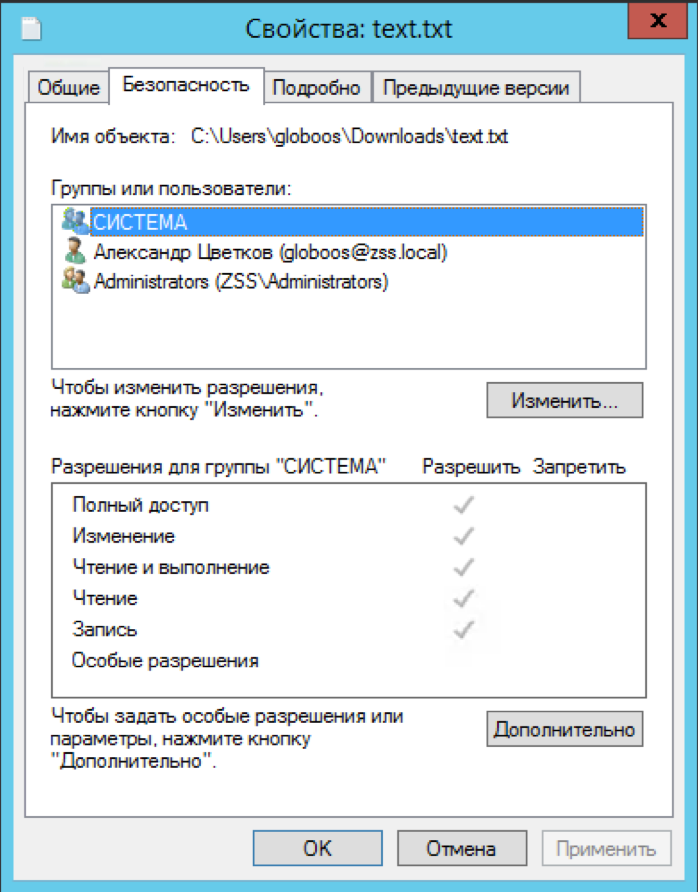 Свойства: text.txt
x
Общие Безопасность Подробно Предыдущие версии
Имя объекта: C:\Users\globoos\Downloads\text.txt
Группы или пользователи:
СИСТЕМА
Александр Цветков (globoos@zss.local)
Administrators (ZSS\Administrators)
Чтобы изменить разрешения,
нажмите кнопку "Изменить".
Изменить...
Разрешения для группы "СИСТЕМА" Разрешить Запретить
Полный доступ
Изменение
Чтение и выполнение
Чтение
Запись
Особые разрешения
Чтобы задать особые разрешения или
параметры, нажмите кнопку
"Дополнительно".
Дополнительно
OK Отмена Применить